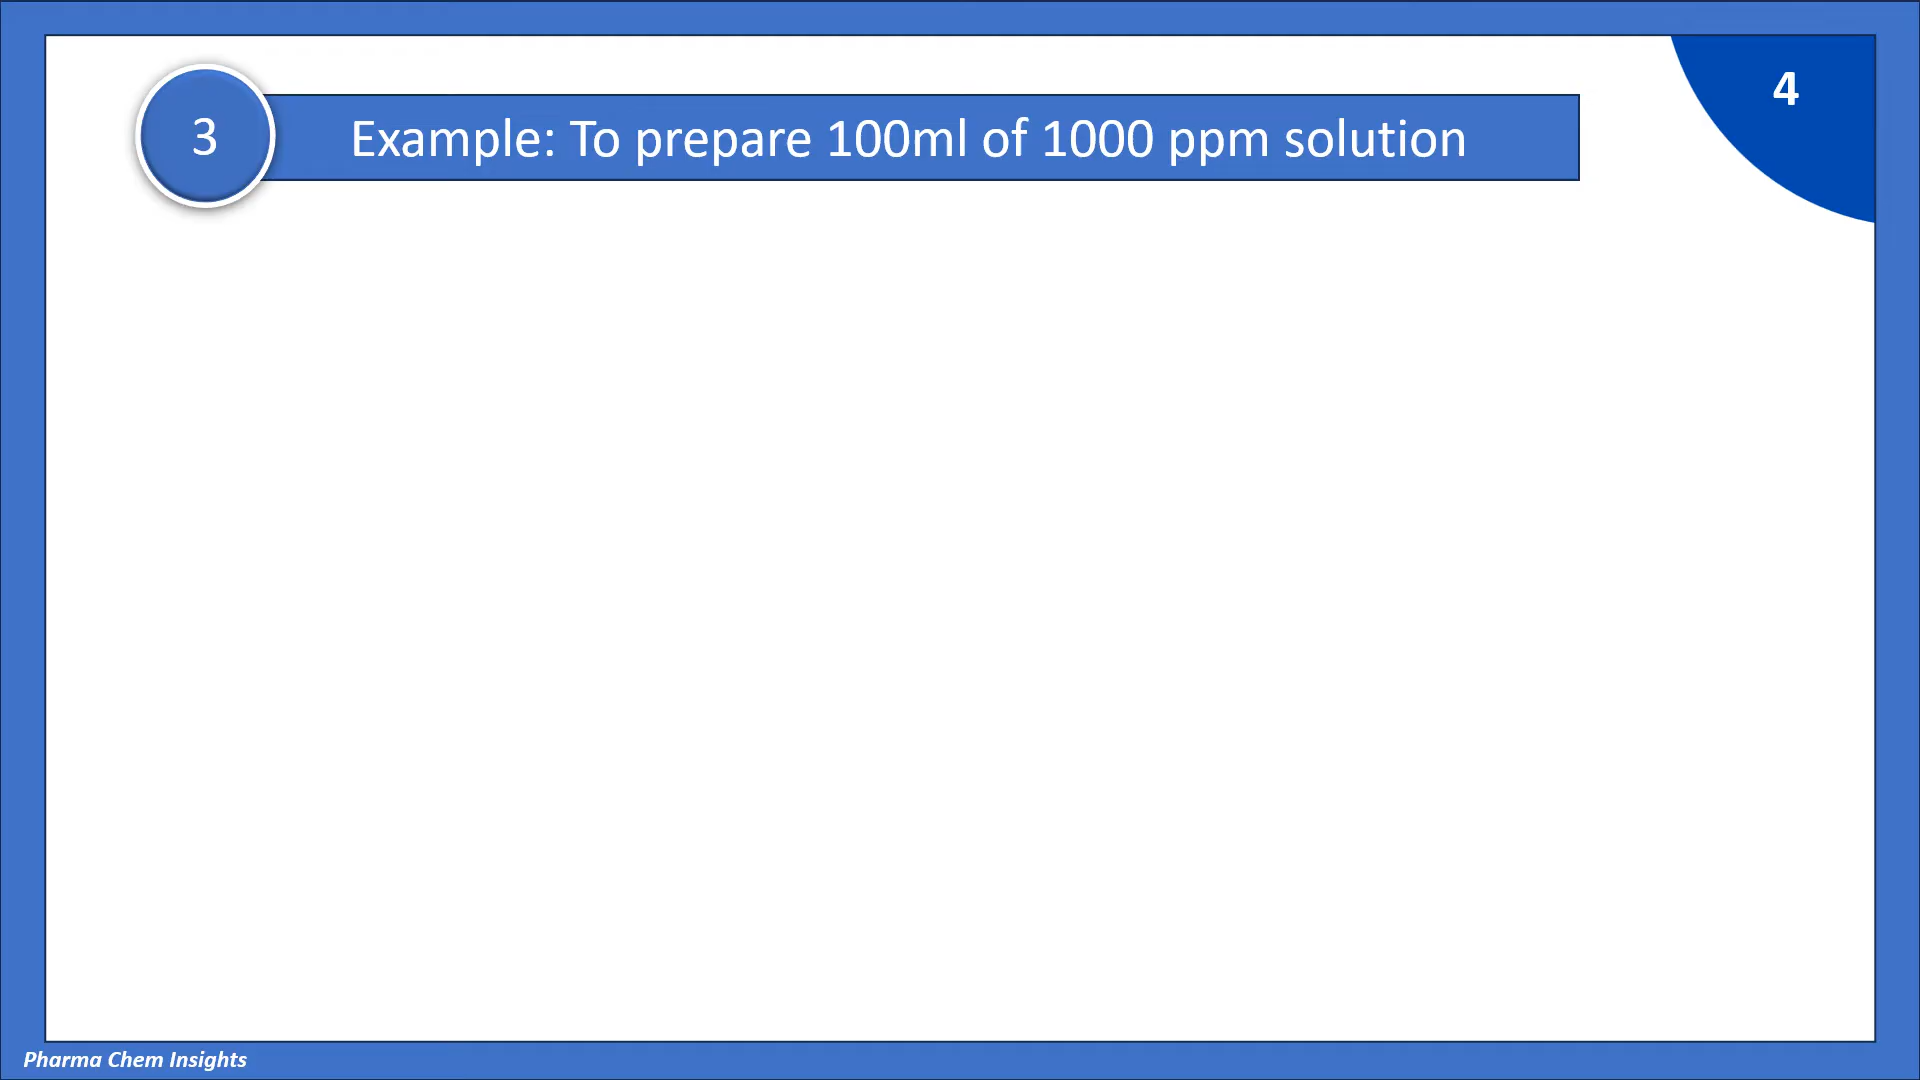 3
Example: To prepare 100ml of 1000 ppm solution
4
Pharma Chem Insights